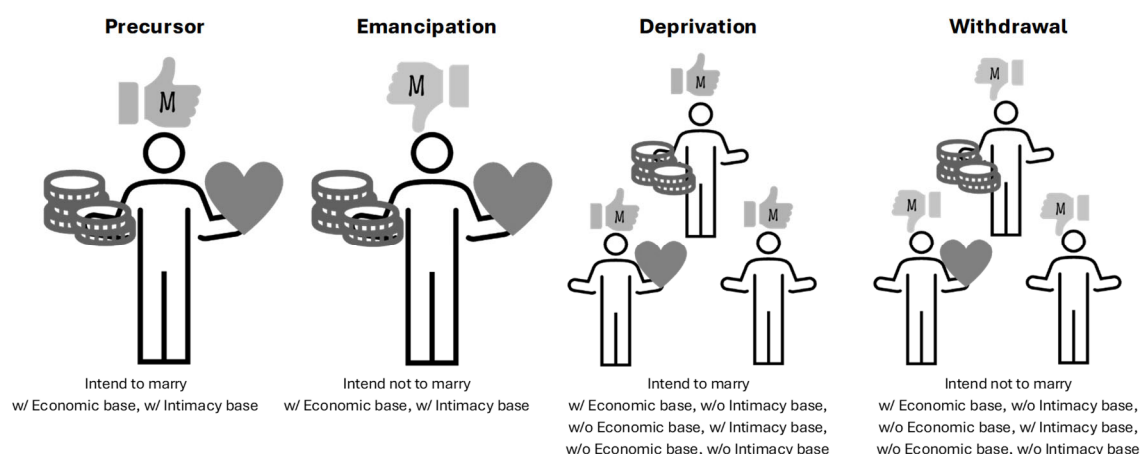 Precursor
Emancipation
Deprivation
Withdrawal
M
M
M
M
M
M
M
M
Intend to marry
w/ Economic base, w/ Intimacy base
Intend not to marry
w/ Economic base, w/ Intimacy base
Intend to marry
w/ Economic base, w/o Intimacy base,
w/o Economic base, w/ Intimacy base,
w/o Economic base, w/o Intimacy base
Intend not to marry
w/ Economic base, w/o Intimacy base,
w/o Economic base, w/ Intimacy base,
w/o Economic base, w/o Intimacy base